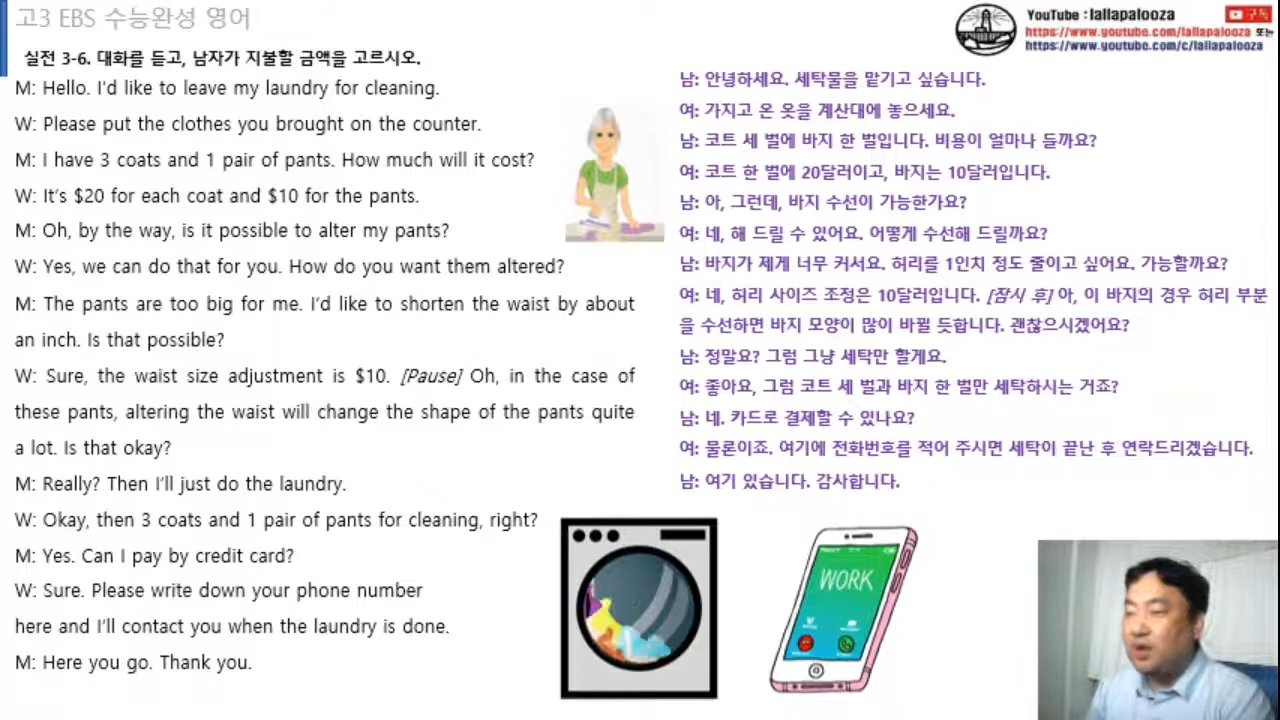 고3 EBS 수능완성 영어
YouTube : lallapalooza
구독
https://www.youtube.com/lallapalooza 또는
https://www.youtube.com/c/lallapalooza
실전 3-6. 대화를 듣고, 남자가 지불할 금액을 고르시오.
M: Hello. I'd like to leave my laundry for cleaning.
W: Please put the clothes you brought on the counter.
M: I have 3 coats and 1 pair of pants. How much will it cost?
W: It's $20 for each coat and $10 for the pants.
M: Oh, by the way, is it possible to alter my pants?
W: Yes, we can do that for you. How do you want them altered?
M: The pants are too big for me. I'd like to shorten the waist by about
an inch. Is that possible?
W: Sure, the waist size adjustment is $10. [Pause] Oh, in the case of
these pants, altering the waist will change the shape of the pants quite
a lot. Is that okay?
M: Really? Then I'll just do the laundry.
W: Okay, then 3 coats and 1 pair of pants for cleaning, right?
M: Yes. Can I pay by credit card?
W: Sure. Please write down your phone number
here and I'll contact you when the laundry is done.
M: Here you go. Thank you.
남: 안녕하세요. 세탁물을 맡기고 싶습니다.
여: 가지고 온 옷을 계산대에 놓으세요.
남: 코트 세 벌에 바지 한 벌입니다. 비용이 얼마나 들까요?
여: 코트 한 벌에 20달러이고, 바지는 10달러입니다.
남: 아, 그런데, 바지 수선이 가능한가요?
여: 네, 해 드릴 수 있어요. 어떻게 수선해 드릴까요?
남: 바지가 제게 너무 커서요. 허리를 1인치 정도 줄이고 싶어요. 가능할까요?
여: 네, 허리 사이즈 조정은 10달러입니다. [잠시 후] 아, 이 바지의 경우 허리 부분
을 수선하면 바지 모양이 많이 바뀔 듯합니다. 괜찮으시겠어요?
남: 정말요? 그럼 그냥 세탁만 할게요.
여: 좋아요, 그럼 코트 세 벌과 바지 한 벌만 세탁하시는 거죠?
남: 네. 카드로 결제할 수 있나요?
여: 물론이죠. 여기에 전화번호를 적어 주시면 세탁이 끝난 후 연락드리겠습니다.
남: 여기 있습니다. 감사합니다.
WORK